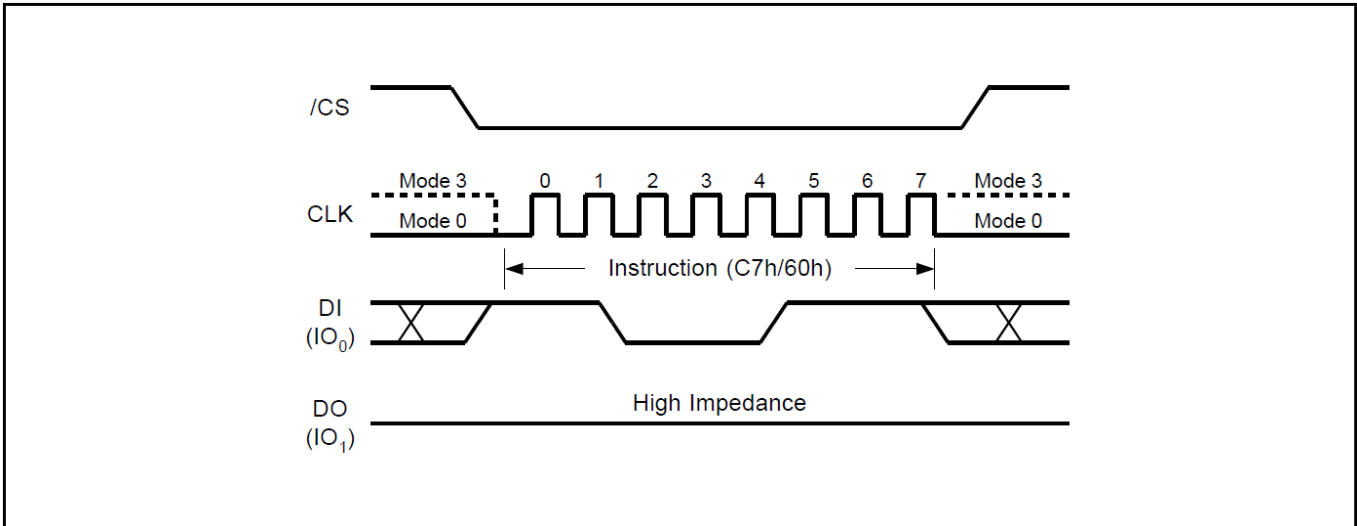 /CS
Mode 3 0 1 2 3 4 5 6 7 Mode 3
CLK
Mode 0 Mode 0
Instruction (C7h/60h)
DI
(IO₀)
High Impedance
DO
(IO₁)